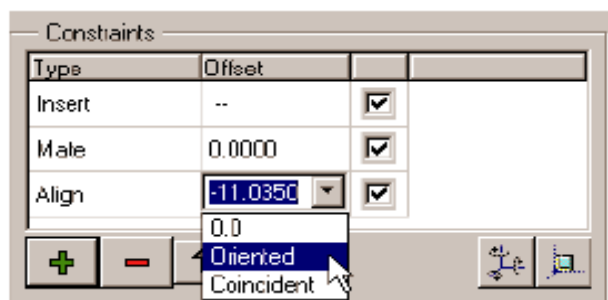 Constraints
Type Offset
Insert --
Mate 0.0000
Align -11.0350
0.0
Oriented
Coincident